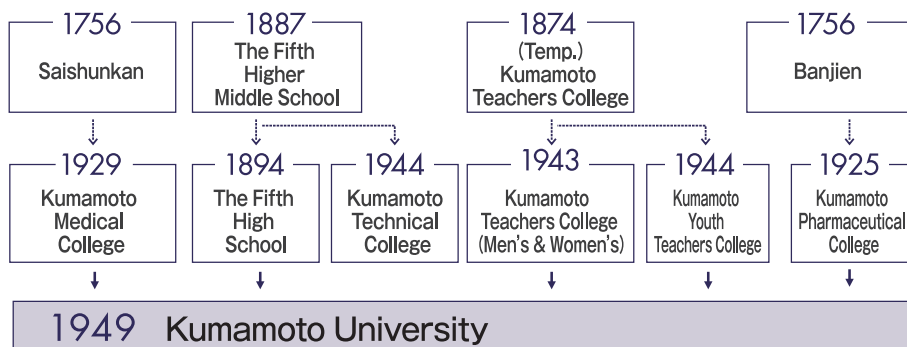 1756
Saishunkan
1887
The Fifth
Higher
Middle School
1874
(Temp.)
Kumamoto
Teachers College
1756
Banjien
1929
Kumamoto
Medical
College
1894
The Fifth
High
School
1944
Kumamoto
Technical
College
1943
Kumamoto
Teachers College
(Men's & Women's)
1944
Kumamoto
Youth
Teachers College
1925
Kumamoto
Pharmaceutical
College
1949 Kumamoto University